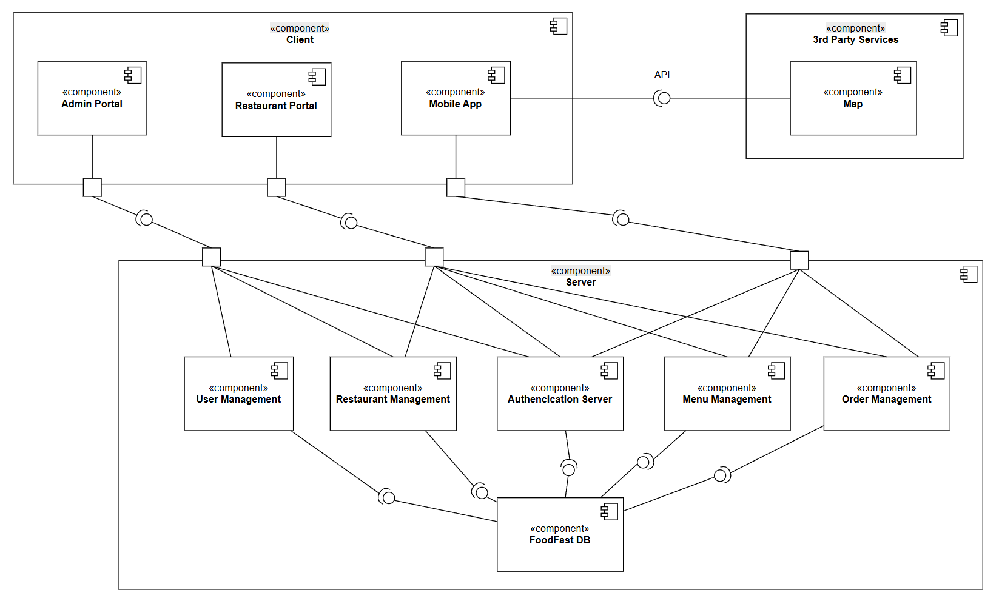 «component»
Client
«component»
3rd Party Services
«component»
Admin Portal
«component»
Restaurant Portal
«component»
Mobile App
API
«component»
Map
«component»
Server
«component»
User Management
«component»
Restaurant Management
«component»
Authencication Server
«component»
Menu Management
«component»
Order Management
«component»
FoodFast DB